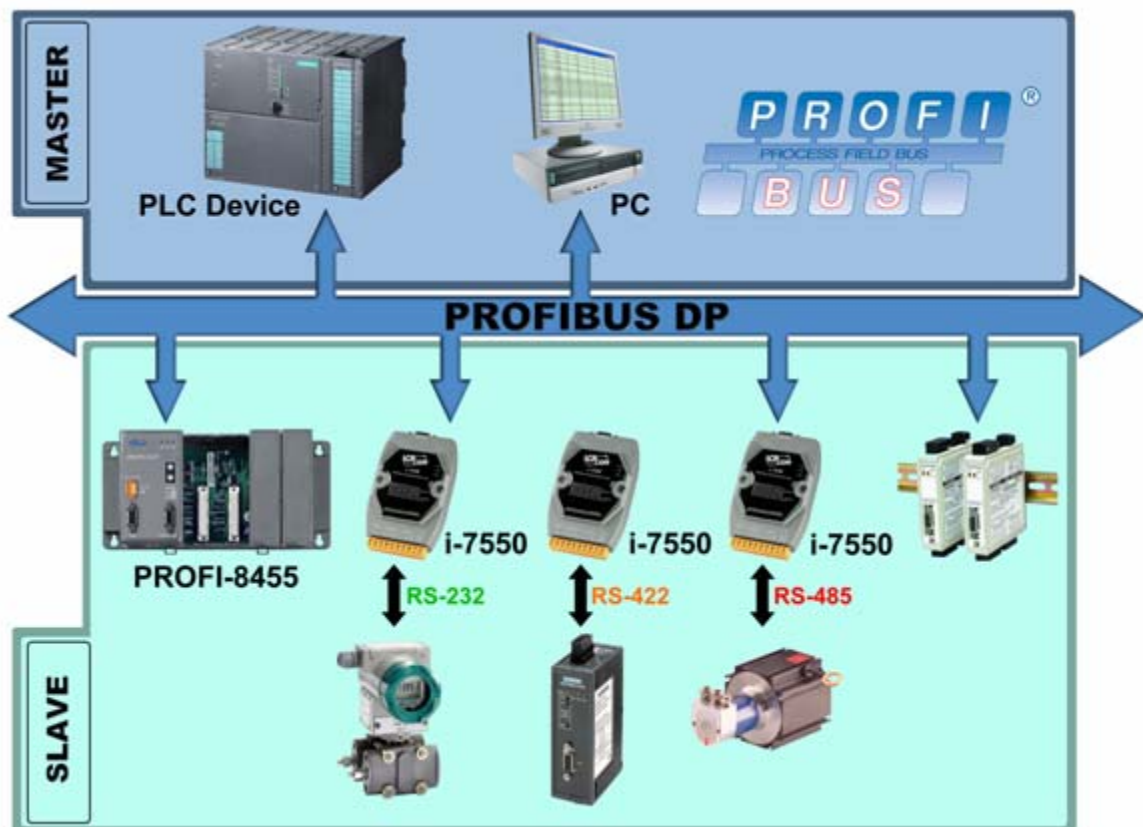 MASTER
PLC Device
PC
PROFI®
PROCESS FIELD BUS
BUS
PROFIBUS DP
PROFI-8455
i-7550
i-7550
i-7550
RS-232
RS-422
RS-485
SLAVE